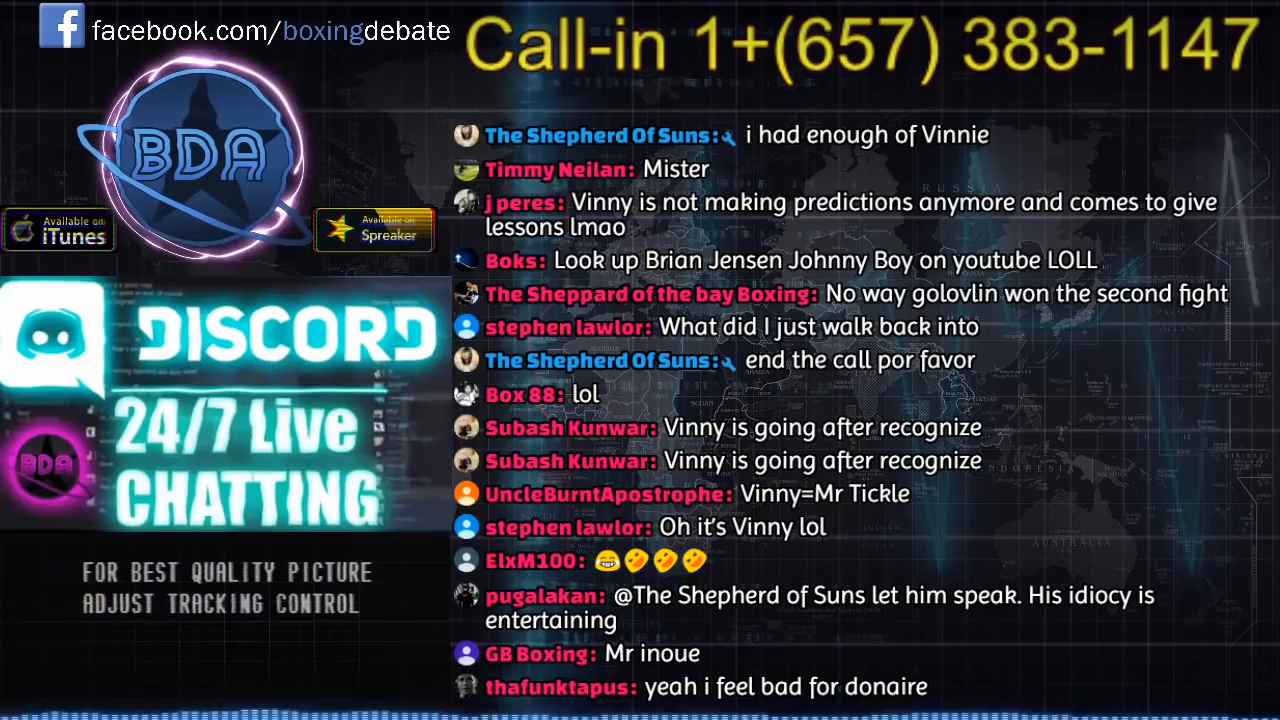 facebook.com/boxingdebate
Call-in 1+(657) 383-1147
BDA
Available on
iTunes
Available on
Spreaker
DISCORD
24/7 Live
CHATTING
BDA
FOR BEST QUALITY PICTURE
ADJUST TRACKING CONTROL
The Shepherd Of Suns: i had enough of Vinnie
Timmy Neilan: Mister
j peres: Vinny is not making predictions anymore and comes to give
lessons lmao
Boks: Look up Brian Jensen Johnny Boy on youtube LOLL
The Sheppard of the bay Boxing: No way golovlin won the second fight
stephen lawlor: What did I just walk back into
The Shepherd Of Suns: end the call por favor
Box 88: lol
Subash Kunwar: Vinny is going after recognize
Subash Kunwar: Vinny is going after recognize
UncleBurntApostrophe: Vinny=Mr Tickle
stephen lawlor: Oh it's Vinny lol
ElxM100: 😂🤣🤣🤣
pugalakan: @The Shepherd of Suns let him speak. His idiocy is
entertaining
GB Boxing: Mr inoue
thafunktapus: yeah i feel bad for donaire
RUSSIA
INDONESIA
AUSTRALIA